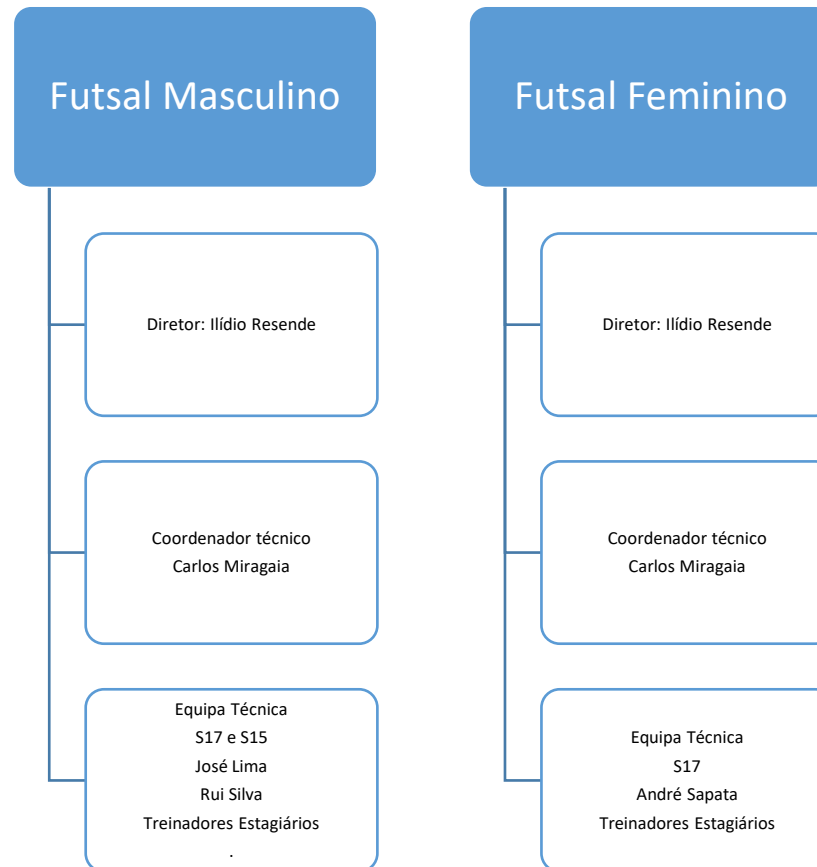 Futsal Masculino
Diretor: Ilídio Resende
Coordenador técnico
Carlos Miragaia
Equipa Técnica
S17 e S15
José Lima
Rui Silva
Treinadores Estagiários
.
Futsal Feminino
Diretor: Ilídio Resende
Coordenador técnico
Carlos Miragaia
Equipa Técnica
S17
André Sapata
Treinadores Estagiários